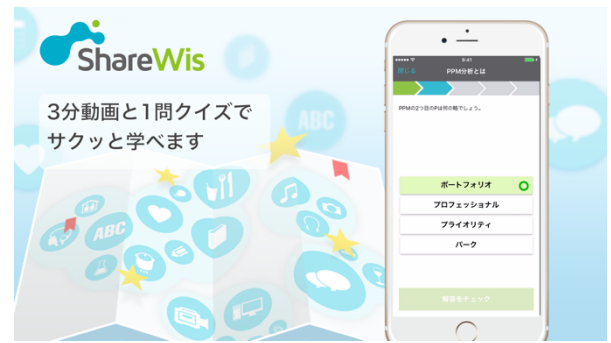 ShareWis
3分動画と1問クイズで
サクッと学べます
ABC
ABC
9:41
閉じる
PPM分析とは
PPMの2つ目のPは何の略でしょう。
ポートフォリオ
プロフェッショナル
プライオリティ
パーク
解答をチェック